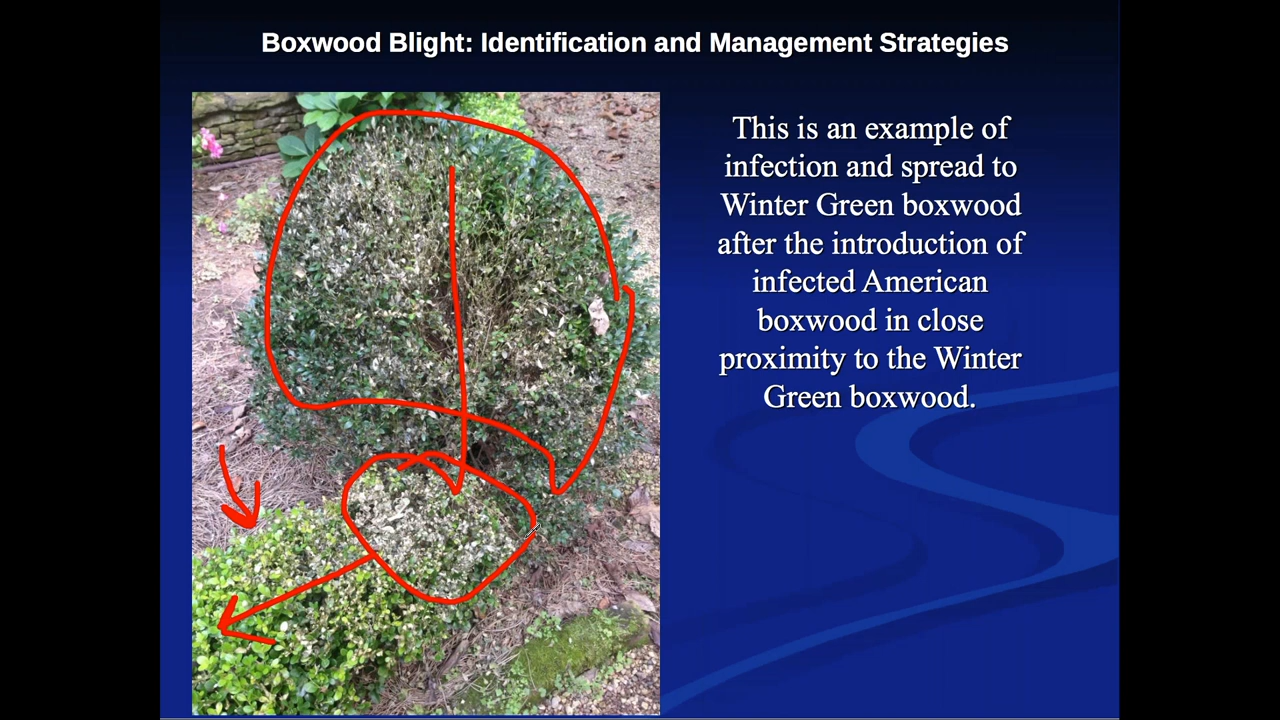 Boxwood Blight: Identification and Management Strategies
This is an example of
infection and spread to
Winter Green boxwood
after the introduction of
infected American
boxwood in close
proximity to the Winter
Green boxwood.